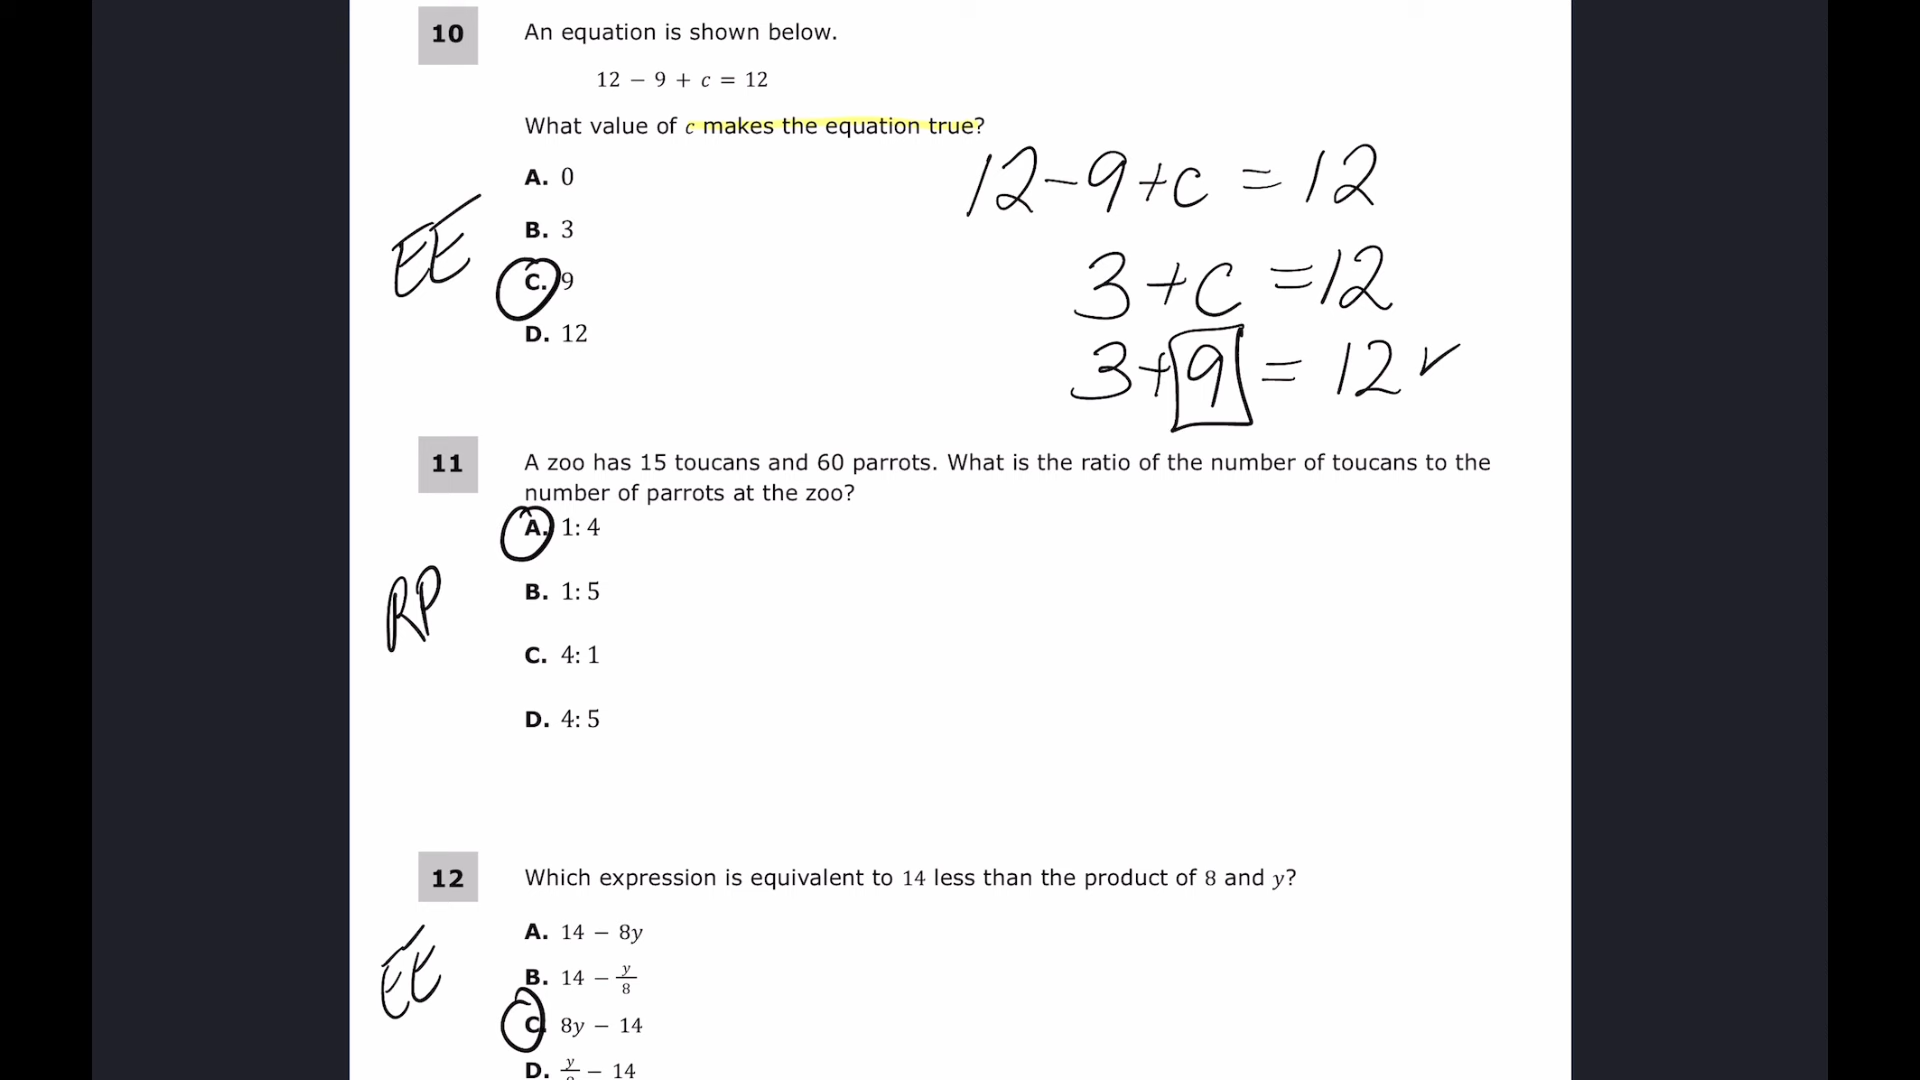 10 An equation is shown below.
12 − 9 + c = 12
What value of c makes the equation true?
12 - 9 + c = 12
A. 0
B. 3
EE
3 + c = 12
C. 9
D. 12
3 + 9 = 12 ✓
11 A zoo has 15 toucans and 60 parrots. What is the ratio of the number of toucans to the
number of parrots at the zoo?
A. 1: 4
B. 1: 5
RP
C. 4: 1
D. 4: 5
12 Which expression is equivalent to 14 less than the product of 8 and y?
A. 14 − 8y
EE
B. 14 − y/8
C. 8y − 14
D. y/8 − 14